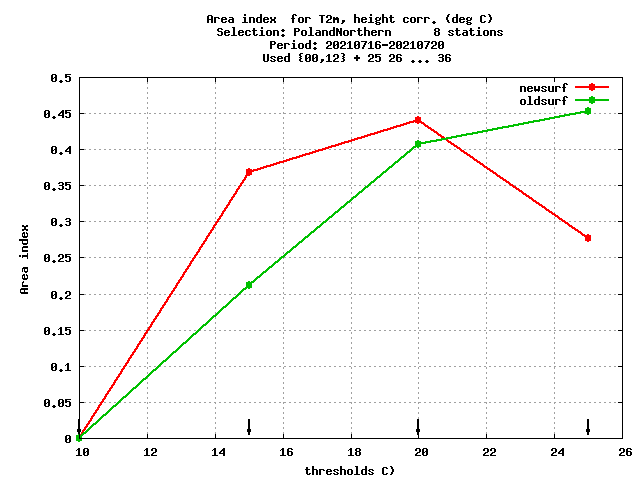 Area index  for T2m, height corr. (deg C)
Selection: PolandNorthern      8 stations
Period: 20210716-20210720
Used {00,12} + 25 26 ... 36
newsurf
oldsurf
0.5
0.45
0.4
0.35
0.3
0.25
0.2
0.15
0.1
0.05
0
Area index
10 12 14 16 18 20 22 24 26
thresholds C)